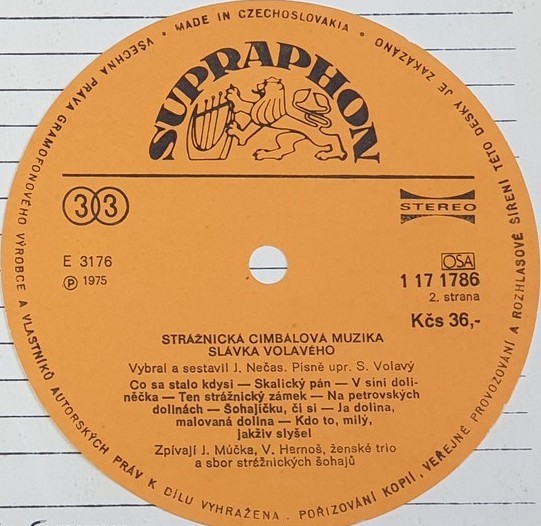 VŠECHNA PRÁVA GRAMOFONOVÉHO VÝROBCE A VLASTNÍKŮ AUTORSKÝCH PRÁV K DÍLU VYHRAŽENA. POŘIZOVÁNÍ KOPIÍ, VEŘEJNÉ PROVOZOVÁNÍ A ROZHLASOVÉ ŠÍŘENÍ TÉTO DESKY JE ZAKÁZÁNO • MADE IN CZECHOSLOVAKIA •
SUPRAPHON
33
STEREO
E 3176
℗ 1975
OSA
1 17 1786
2. strana
Kčs 36,-
STRÁŽNICKÁ CIMBÁLOVÁ MUZIKA
SLÁVKA VOLAVÉHO
Vybral a sestavil J. Nečas. Písně upr. S. Volavý
Co sa stalo kdysi — Skalický pán — V síni doli-
něčka — Ten strážnický zámek — Na petrovských
dolinách — Šohajíčku, či si — Ja dolina,
malovaná dolina — Kdo to, milý,
jakživ slyšel
Zpívají J. Múčka, V. Hernoš, ženské trio
a sbor strážnických šohajů